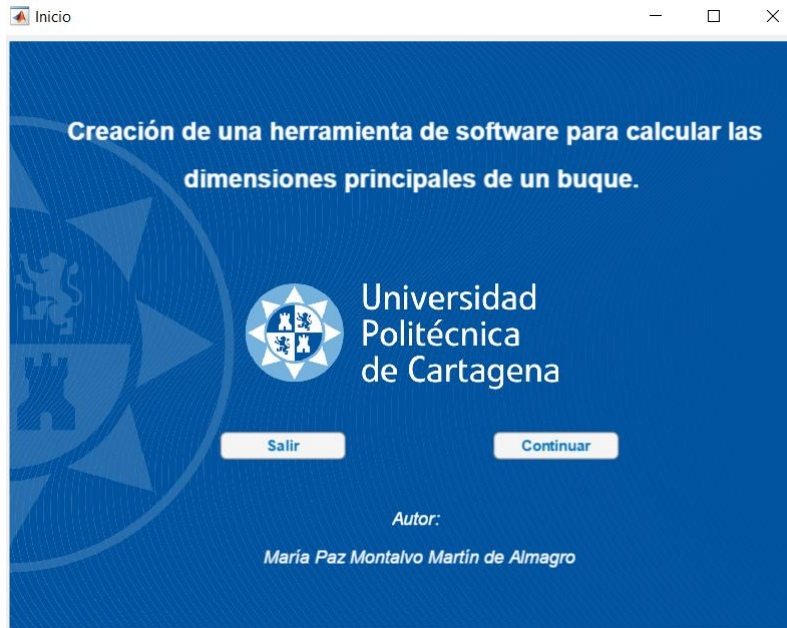 Inicio
Creación de una herramienta de software para calcular las
dimensiones principales de un buque.
Universidad
Politécnica
de Cartagena
Salir
Continuar
Autor:
María Paz Montalvo Martín de Almagro